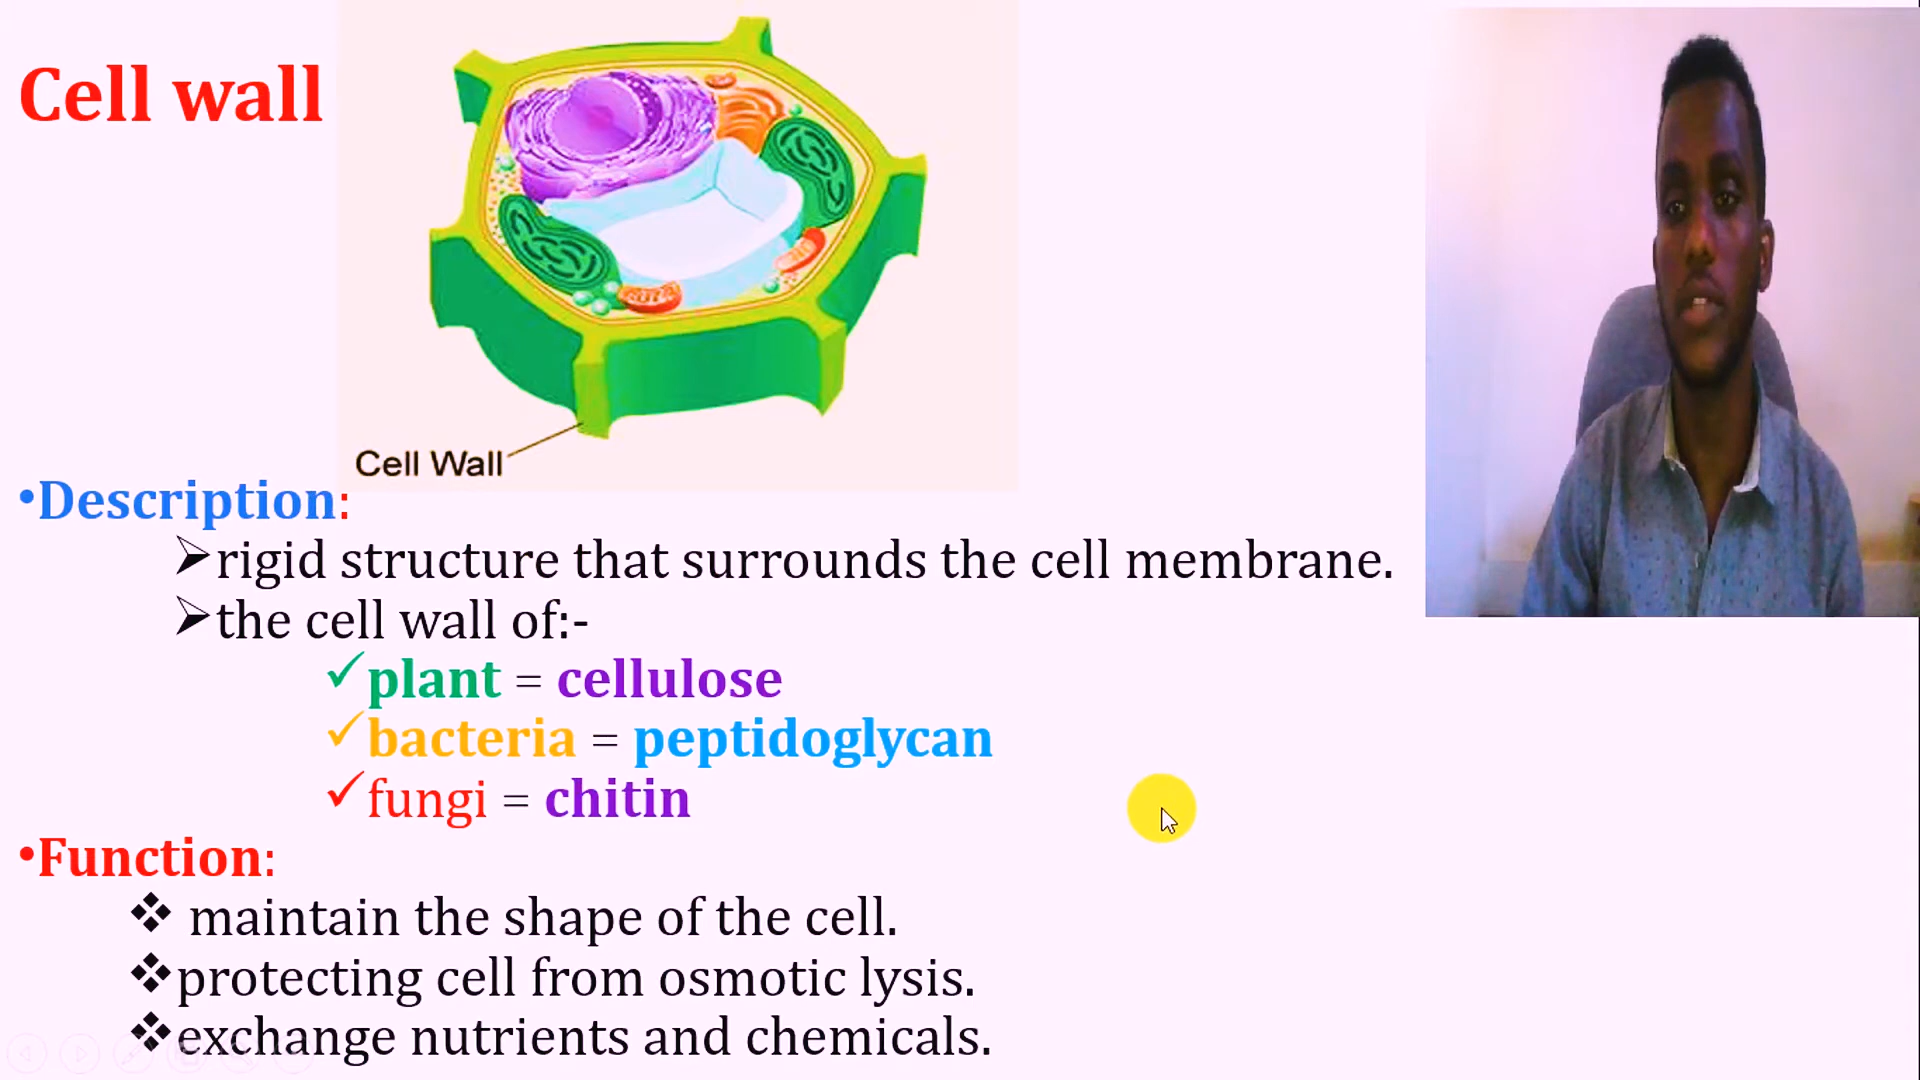 Cell wall
Cell Wall
•Description:
➢rigid structure that surrounds the cell membrane.
➢the cell wall of:-
✓plant = cellulose
✓bacteria = peptidoglycan
✓fungi = chitin
•Function:
❖ maintain the shape of the cell.
❖protecting cell from osmotic lysis.
❖exchange nutrients and chemicals.